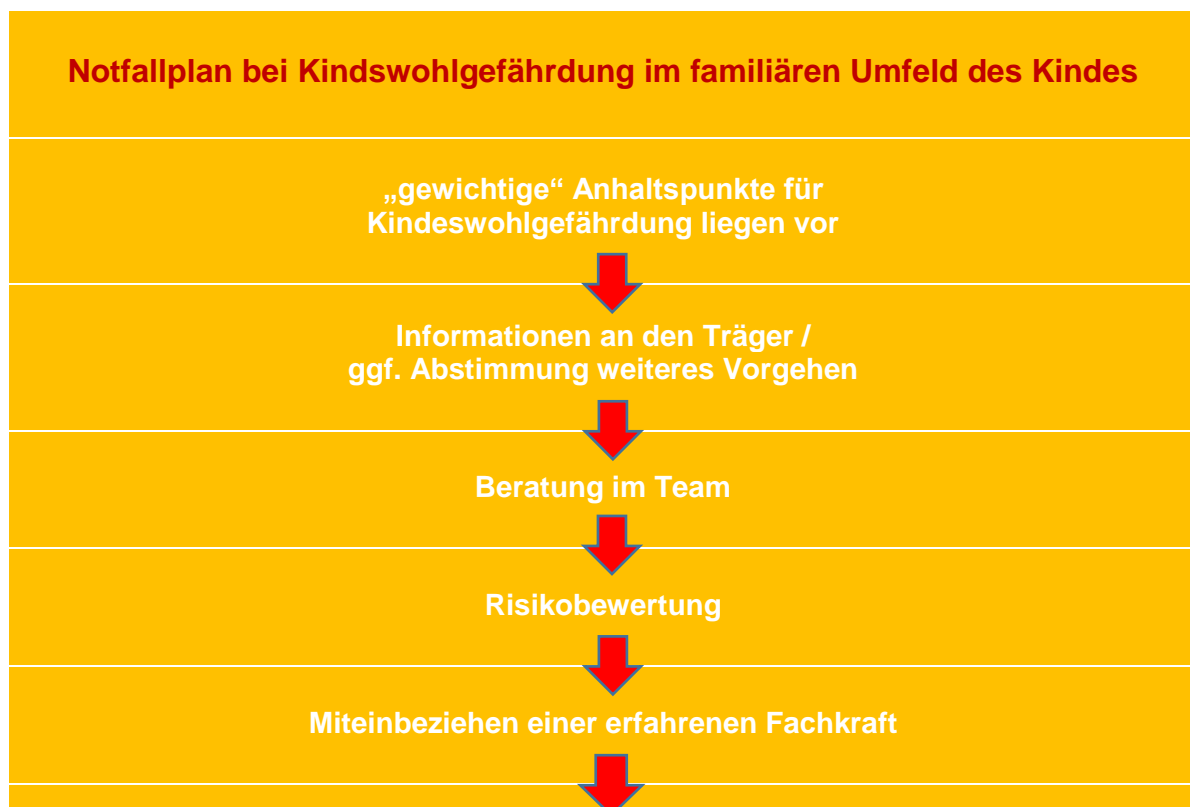 Notfallplan bei Kindswohlgefährdung im familiären Umfeld des Kindes
„gewichtige“ Anhaltspunkte für
Kindeswohlgefährdung liegen vor
Informationen an den Träger /
ggf. Abstimmung weiteres Vorgehen
Beratung im Team
Risikobewertung
Miteinbeziehen einer erfahrenen Fachkraft